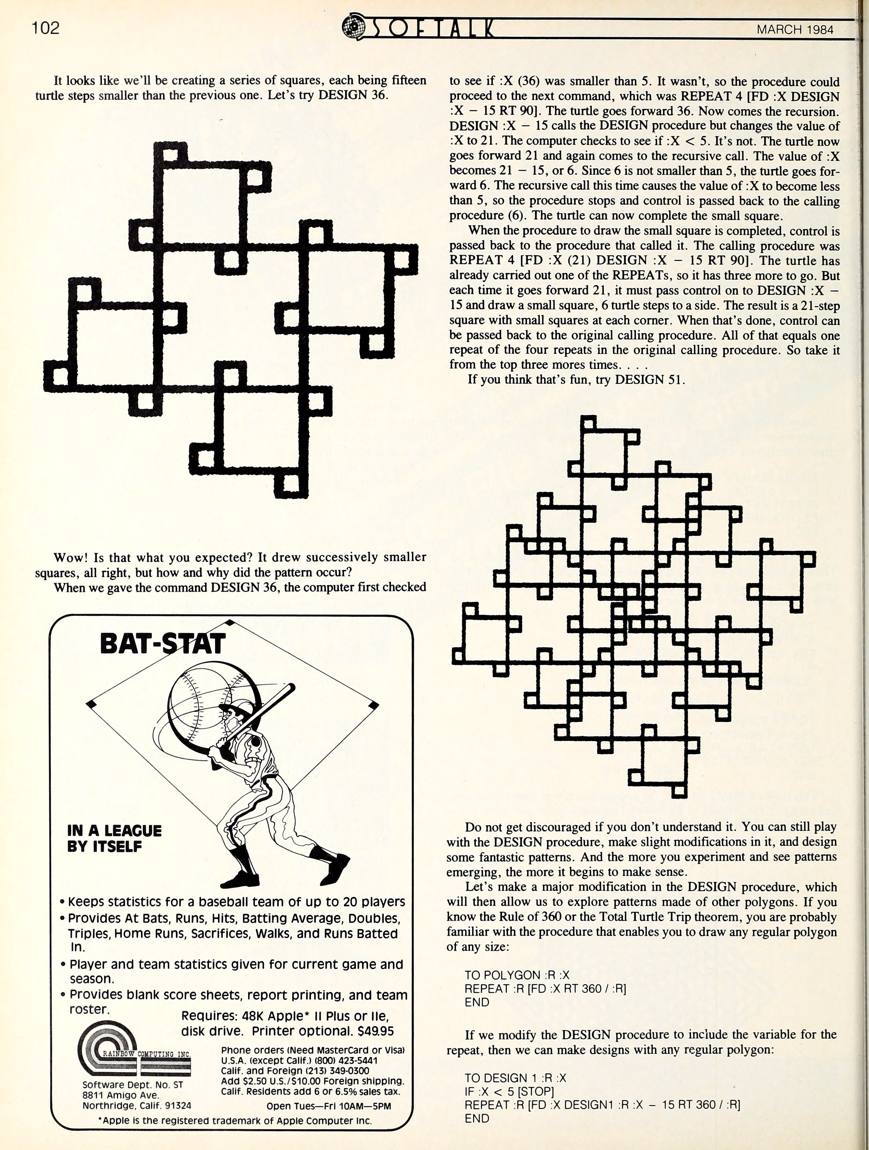 102
SOFTALK
MARCH 1984
It looks like we'll be creating a series of squares, each being fifteen
turtle steps smaller than the previous one. Let's try DESIGN 36.
Wow! Is that what you expected? It drew successively smaller
squares, all right, but how and why did the pattern occur?
When we gave the command DESIGN 36, the computer first checked
BAT-STAT
IN A LEAGUE
BY ITSELF
• Keeps statistics for a baseball team of up to 20 players
• Provides At Bats, Runs, Hits, Batting Average, Doubles,
Triples, Home Runs, Sacrifices, Walks, and Runs Batted
In.
• Player and team statistics given for current game and
season.
• Provides blank score sheets, report printing, and team
roster.
Requires: 48K Apple* II Plus or IIe,
disk drive. Printer optional. $49.95
RAINBOW COMPUTING INC.
Software Dept. No. ST
8811 Amigo Ave.
Northridge, Calif. 91324
Phone orders (Need MasterCard or Visa)
U.S.A. (except Calif.) (800) 423-5441
Calif. and Foreign (213) 349-0300
Add $2.50 U.S./$10.00 Foreign shipping.
Calif. Residents add 6 or 6.5% sales tax.
Open Tues—Fri 10AM—5PM
*Apple is the registered trademark of Apple Computer Inc.
to see if :X (36) was smaller than 5. It wasn't, so the procedure could
proceed to the next command, which was REPEAT 4 [FD :X DESIGN
:X − 15 RT 90]. The turtle goes forward 36. Now comes the recursion.
DESIGN :X − 15 calls the DESIGN procedure but changes the value of
:X to 21. The computer checks to see if :X < 5. It's not. The turtle now
goes forward 21 and again comes to the recursive call. The value of :X
becomes 21 − 15, or 6. Since 6 is not smaller than 5, the turtle goes for-
ward 6. The recursive call this time causes the value of :X to become less
than 5, so the procedure stops and control is passed back to the calling
procedure (6). The turtle can now complete the small square.
When the procedure to draw the small square is completed, control is
passed back to the procedure that called it. The calling procedure was
REPEAT 4 [FD :X (21) DESIGN :X − 15 RT 90]. The turtle has
already carried out one of the REPEATs, so it has three more to go. But
each time it goes forward 21, it must pass control on to DESIGN :X −
15 and draw a small square, 6 turtle steps to a side. The result is a 21-step
square with small squares at each corner. When that's done, control can
be passed back to the original calling procedure. All of that equals one
repeat of the four repeats in the original calling procedure. So take it
from the top three mores times. . . .
If you think that's fun, try DESIGN 51.
Do not get discouraged if you don't understand it. You can still play
with the DESIGN procedure, make slight modifications in it, and design
some fantastic patterns. And the more you experiment and see patterns
emerging, the more it begins to make sense.
Let's make a major modification in the DESIGN procedure, which
will then allow us to explore patterns made of other polygons. If you
know the Rule of 360 or the Total Turtle Trip theorem, you are probably
familiar with the procedure that enables you to draw any regular polygon
of any size:
TO POLYGON :R :X
REPEAT :R [FD :X RT 360 / :R]
END
If we modify the DESIGN procedure to include the variable for the
repeat, then we can make designs with any regular polygon:
TO DESIGN 1 :R :X
IF :X < 5 [STOP]
REPEAT :R [FD :X DESIGN1 :R :X − 15 RT 360 / :R]
END